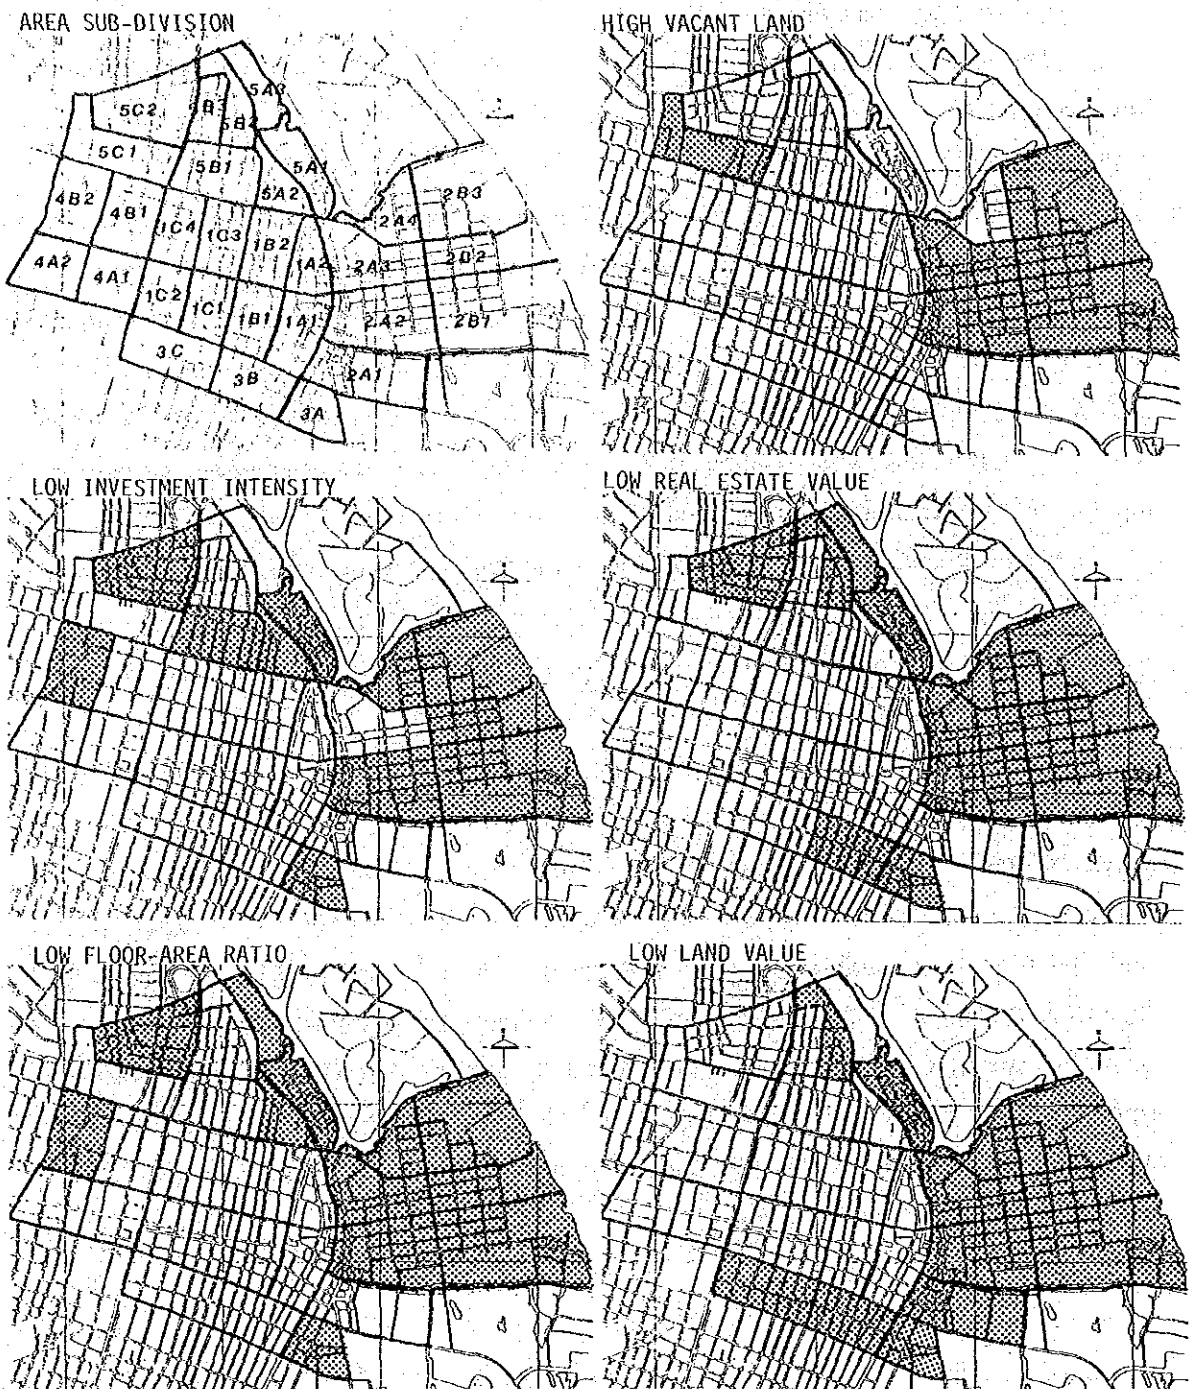 AREA SUB-DIVISION
HIGH VACANT LAND
5A3
5C2
5B3
5B2
5C1
5B1
5A1
5A2
2B3
4B2
4B1
2A4
1C4
1C3
1B2
2B2
1A2
2A3
4A2
4A1
1C2
1C1
1B1
1A1
2A2
2B1
3C
3B
2A1
3A
LOW INVESTMENT INTENSITY
LOW REAL ESTATE VALUE
LOW FLOOR-AREA RATIO
LOW LAND VALUE